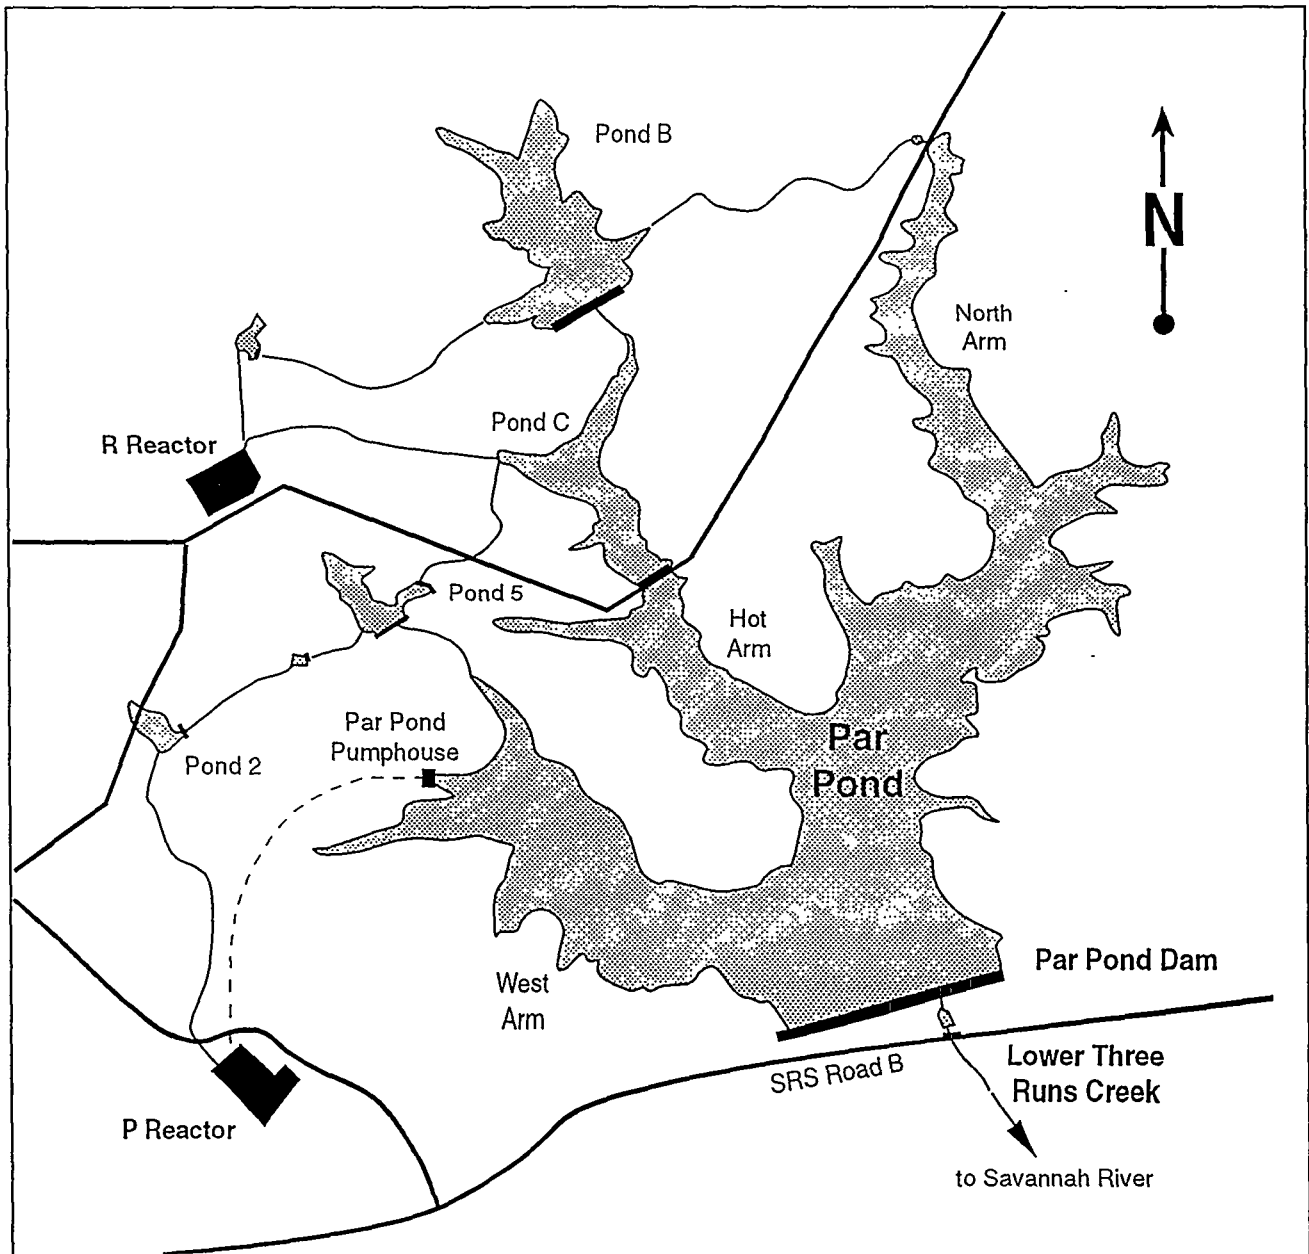 Pond B
N
North
Arm
Pond C
R Reactor
Pond 5
Hot
Arm
Par Pond
Pumphouse
Par
Pond
Pond 2
West
Arm
Par Pond Dam
SRS Road B
Lower Three
Runs Creek
P Reactor
to Savannah River